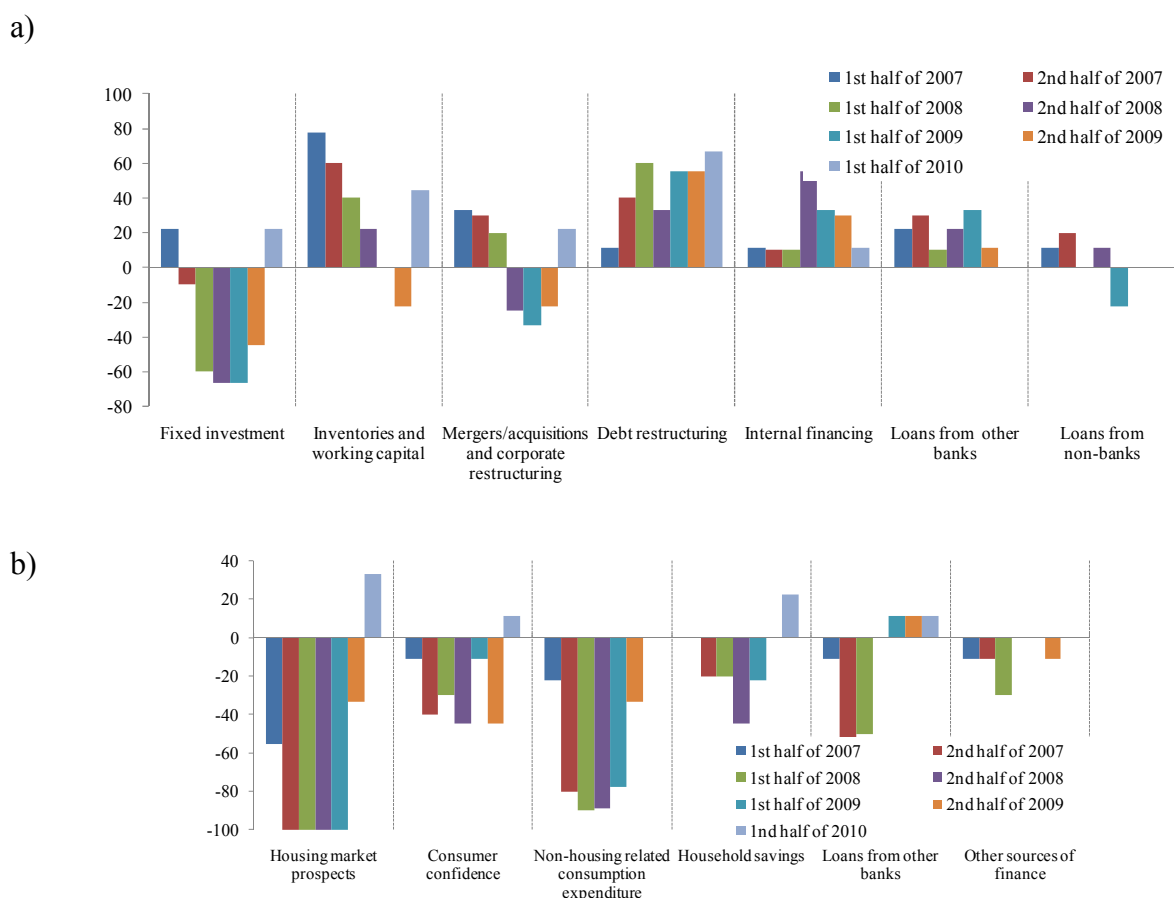 a)
1st half of 2007
2nd half of 2007
1st half of 2008
2nd half of 2008
1st half of 2009
2nd half of 2009
1st half of 2010
100
80
60
40
20
0
-20
-40
-60
-80
Fixed investment
Inventories and
working capital
Mergers/acquisitions
and corporate
restructuring
Debt restructuring
Internal financing
Loans from other
banks
Loans from
non-banks
b)
40
20
0
-20
-40
-60
-80
-100
1st half of 2007
2nd half of 2007
1st half of 2008
2nd half of 2008
1st half of 2009
2nd half of 2009
1nd half of 2010
Housing market
prospects
Consumer
confidence
Non-housing related
consumption
expenditure
Household savings
Loans from other
banks
Other sources of
finance